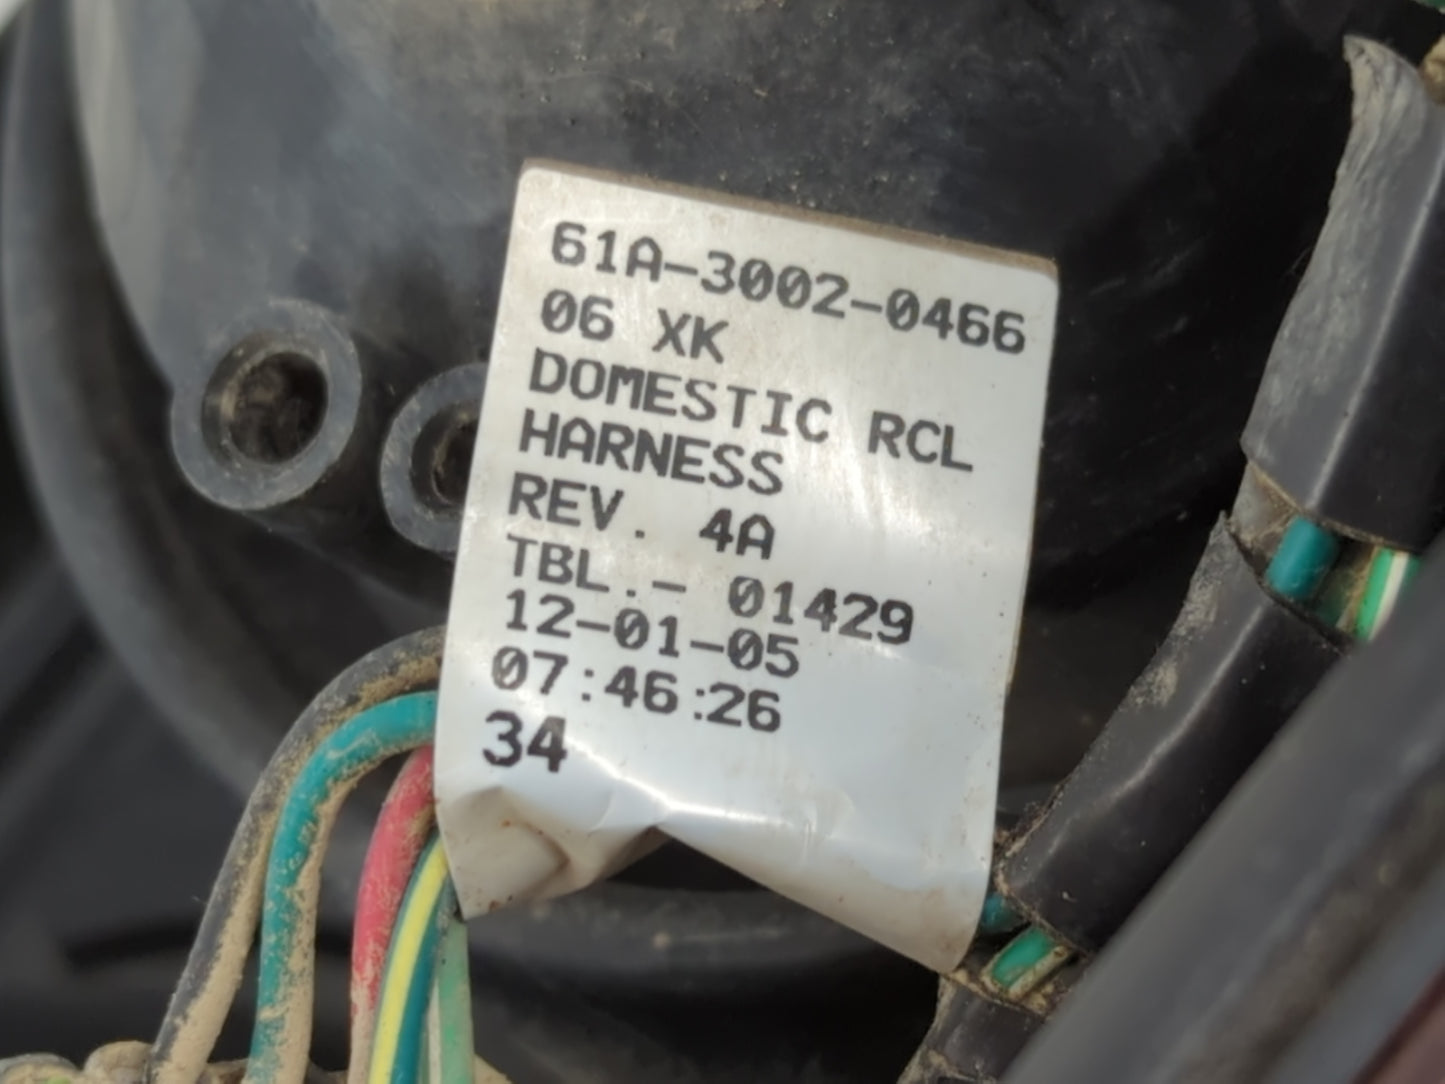 61A-3002-0466
06 XK
DOMESTIC RCL
HARNESS
REV. 4A
TBL.- 01429
12-01-05
07:46:26
34